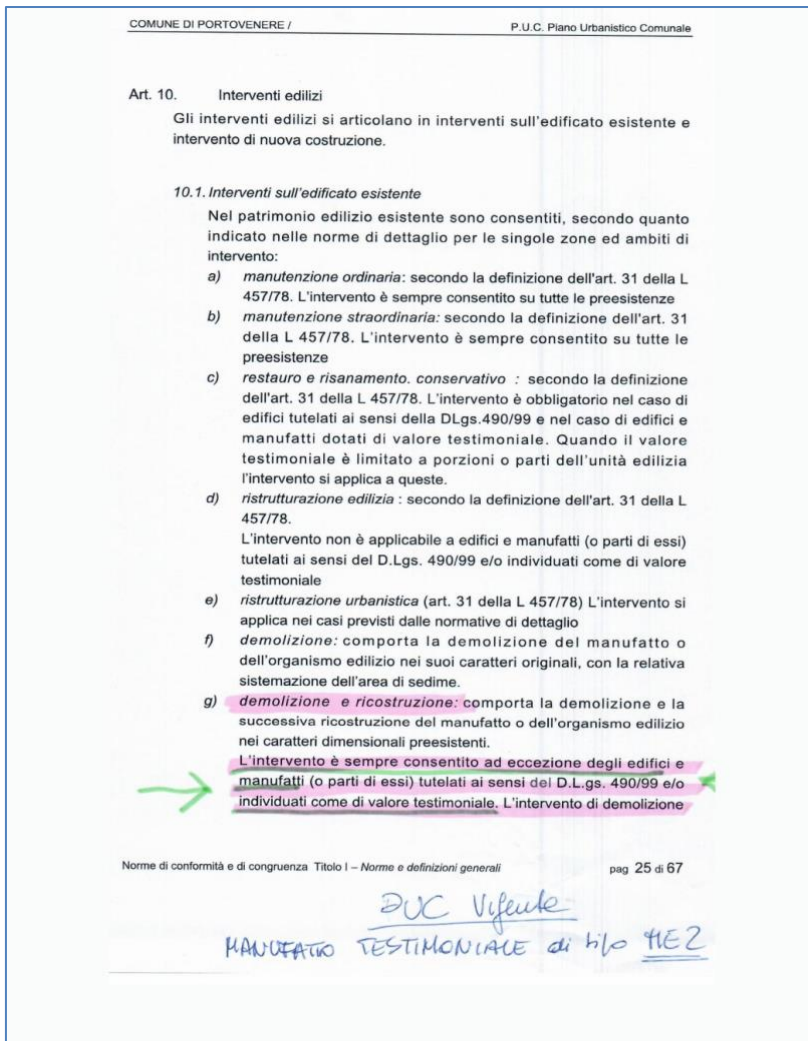 COMUNE DI PORTOVENERE / P.U.C. Piano Urbanistico Comunale
Art. 10. Interventi edilizi
Gli interventi edilizi si articolano in interventi sull'edificato esistente e
intervento di nuova costruzione.
10.1. Interventi sull'edificato esistente
Nel patrimonio edilizio esistente sono consentiti, secondo quanto
indicato nelle norme di dettaglio per le singole zone ed ambiti di
intervento:
a) manutenzione ordinaria: secondo la definizione dell'art. 31 della L
457/78. L'intervento è sempre consentito su tutte le preesistenze
b) manutenzione straordinaria: secondo la definizione dell'art. 31
della L 457/78. L'intervento è sempre consentito su tutte le
preesistenze
c) restauro e risanamento. conservativo : secondo la definizione
dell'art. 31 della L 457/78. L'intervento è obbligatorio nel caso di
edifici tutelati ai sensi della DLgs.490/99 e nel caso di edifici e
manufatti dotati di valore testimoniale. Quando il valore
testimoniale è limitato a porzioni o parti dell'unità edilizia
l'intervento si applica a queste.
d) ristrutturazione edilizia : secondo la definizione dell'art. 31 della L
457/78.
L'intervento non è applicabile a edifici e manufatti (o parti di essi)
tutelati ai sensi del D.Lgs. 490/99 e/o individuati come di valore
testimoniale
e) ristrutturazione urbanistica (art. 31 della L 457/78) L'intervento si
applica nei casi previsti dalle normative di dettaglio
f) demolizione: comporta la demolizione del manufatto o
dell'organismo edilizio nei suoi caratteri originali, con la relativa
sistemazione dell'area di sedime.
g) demolizione e ricostruzione: comporta la demolizione e la
successiva ricostruzione del manufatto o dell'organismo edilizio
nei caratteri dimensionali preesistenti.
L'intervento è sempre consentito ad eccezione degli edifici e
manufatti (o parti di essi) tutelati ai sensi del D.L.gs. 490/99 e/o
individuati come di valore testimoniale. L'intervento di demolizione
Norme di conformità e di congruenza Titolo I – Norme e definizioni generali pag 25 di 67
PUC Vigente
MANUFATTO TESTIMONIALE di tipo ME2